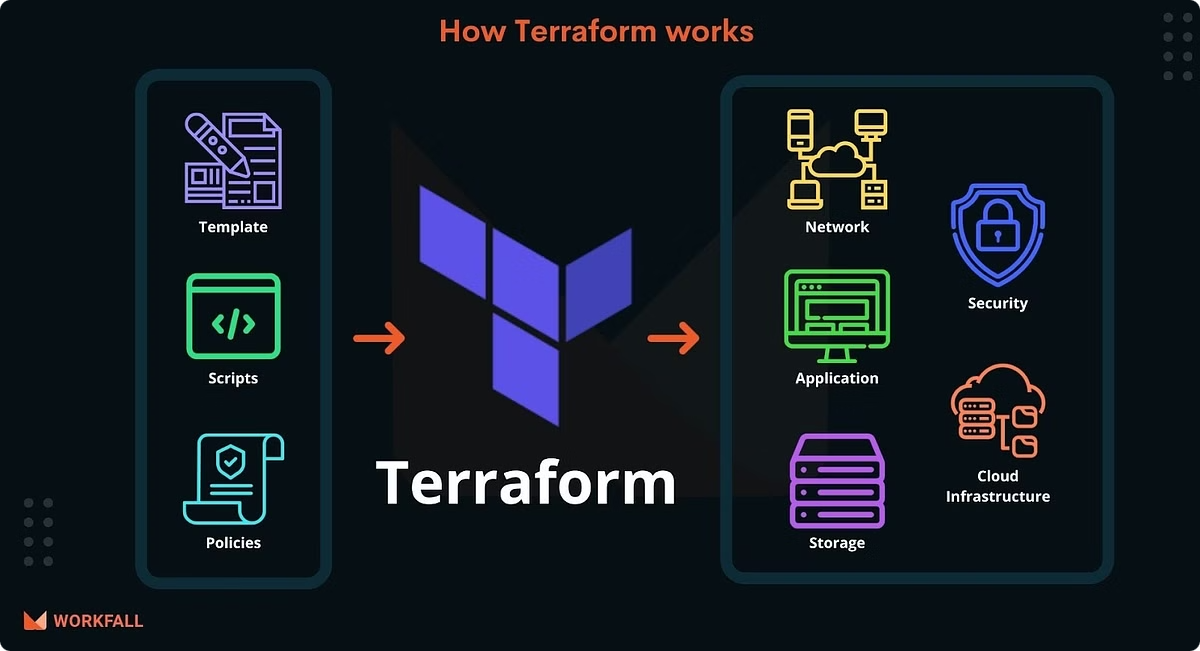 How Terraform works
Template
Scripts
Policies
Terraform
Network
Application
Storage
Security
Cloud
Infrastructure
WORKFALL